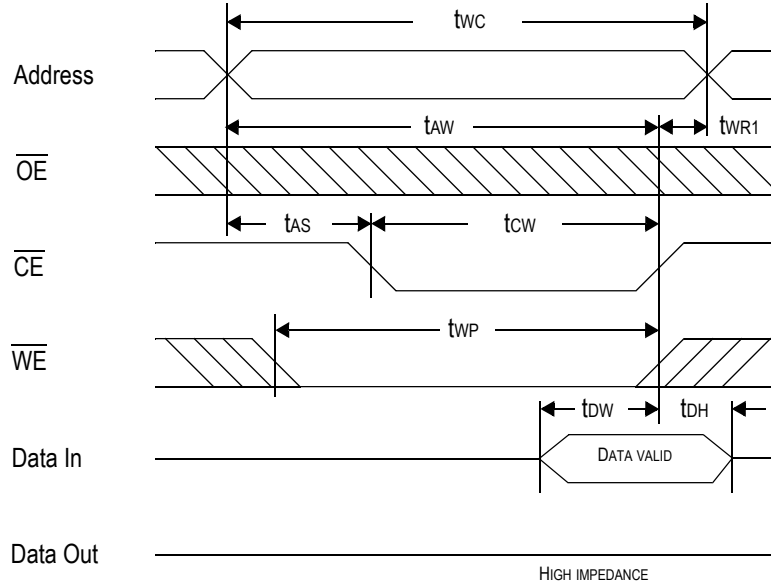 tWC
Address
tAW
tWR1
OE
tAS
tCW
CE
tWP
WE
tDW
tDH
Data In
DATA VALID
Data Out
HIGH IMPEDANCE